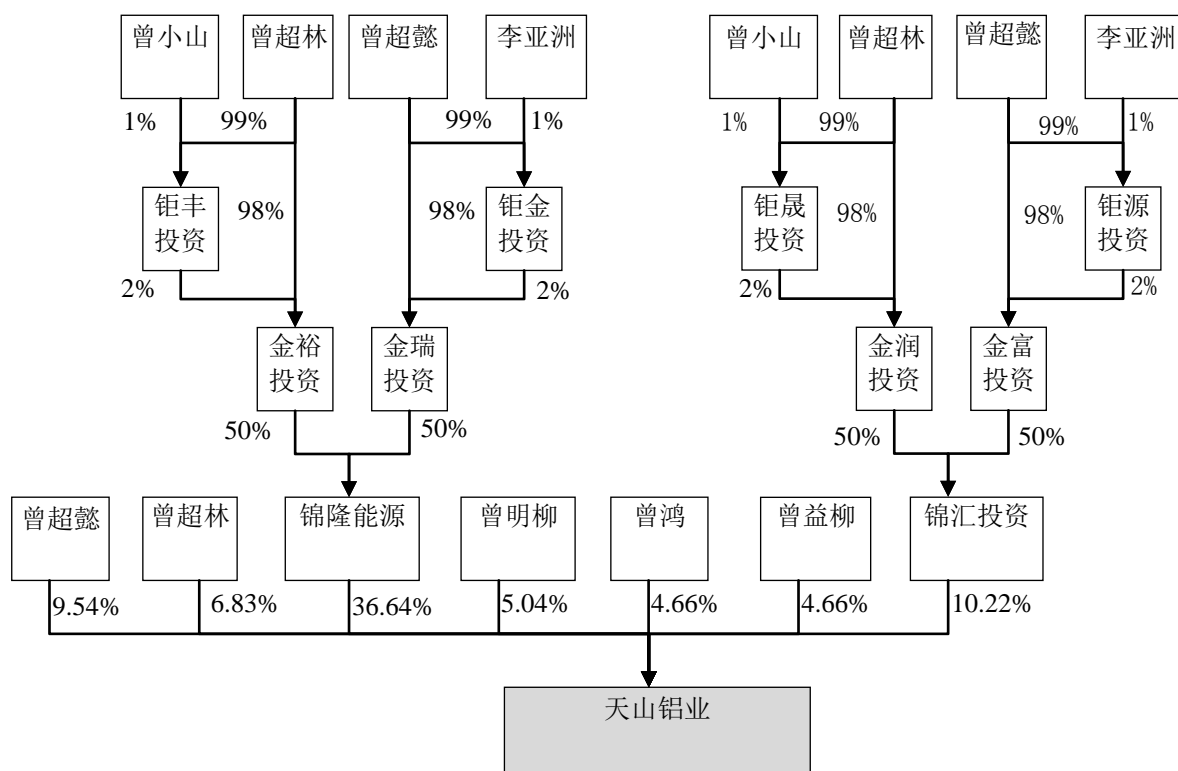 曾小山
曾超林
曾超懿
李亚洲
曾小山
曾超林
曾超懿
李亚洲
1%
99%
99%
1%
1%
99%
99%
1%
钜丰
投资
98%
98%
钜金
投资
钜晟
投资
98%
98%
钜源
投资
2%
2%
2%
2%
金裕
投资
金瑞
投资
金润
投资
金富
投资
50%
50%
50%
50%
曾超懿
曾超林
锦隆能源
曾明柳
曾鸿
曾益柳
锦汇投资
9.54%
6.83%
36.64%
5.04%
4.66%
4.66%
10.22%
天山铝业